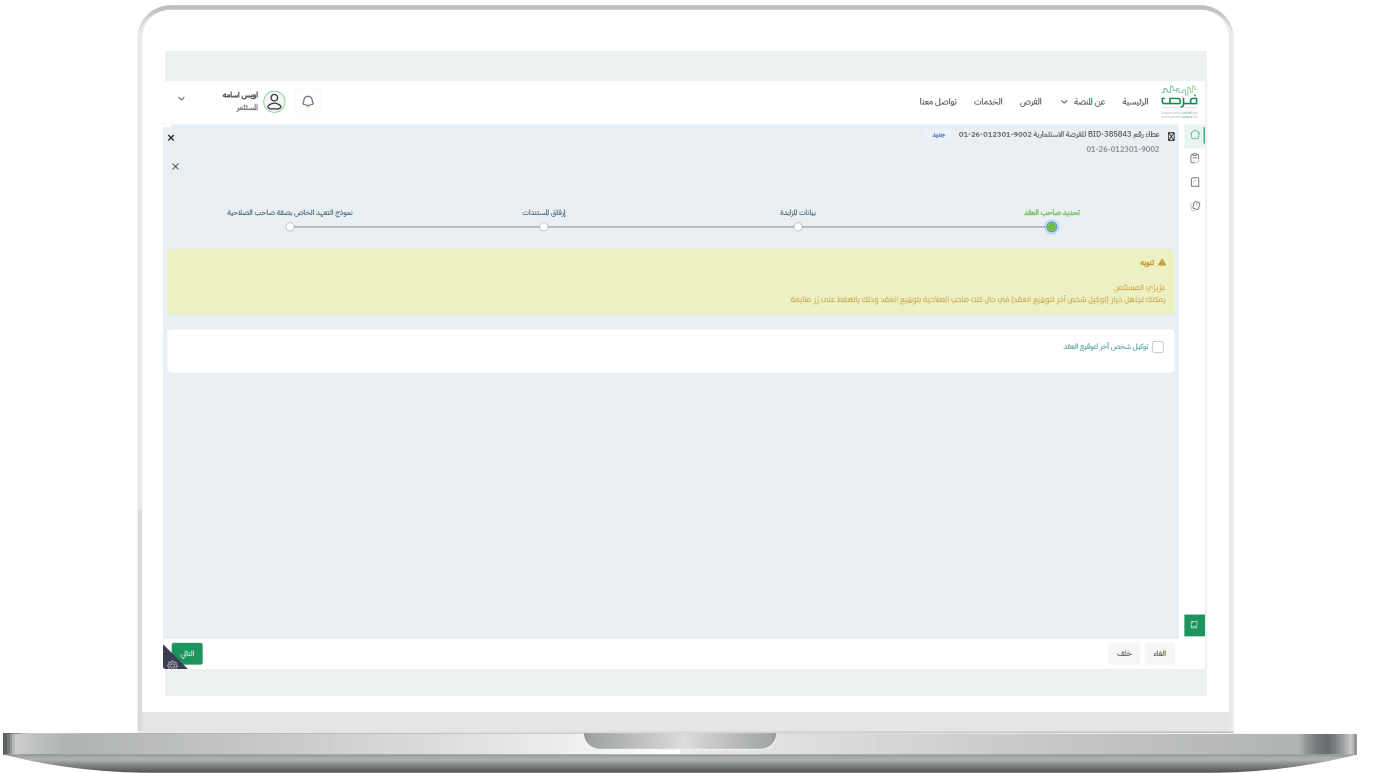 فرص
الرئيسية
عن المنصة
الفرص
الخدمات
تواصل معنا
اويس اسامه
المستثمر
عطاء رقم BID-385843 للفرصة الاستثمارية 9002-012301-26-01
جديد
01-26-012301-9002
تحديد صاحب العقد
بيانات المزايدة
إرفاق المستندات
نموذج التعهد الخاص بصفة صاحب الصلاحية
تنويه
عزيزي المستثمر
يمكنك تجاهل خيار (توكيل شخص آخر لتوقيع العقد) في حال كنت صاحب الصلاحية بتوقيع العقد وذلك بالضغط على زر متابعة
توكيل شخص آخر لتوقيع العقد
الغاء
خلف
التالي